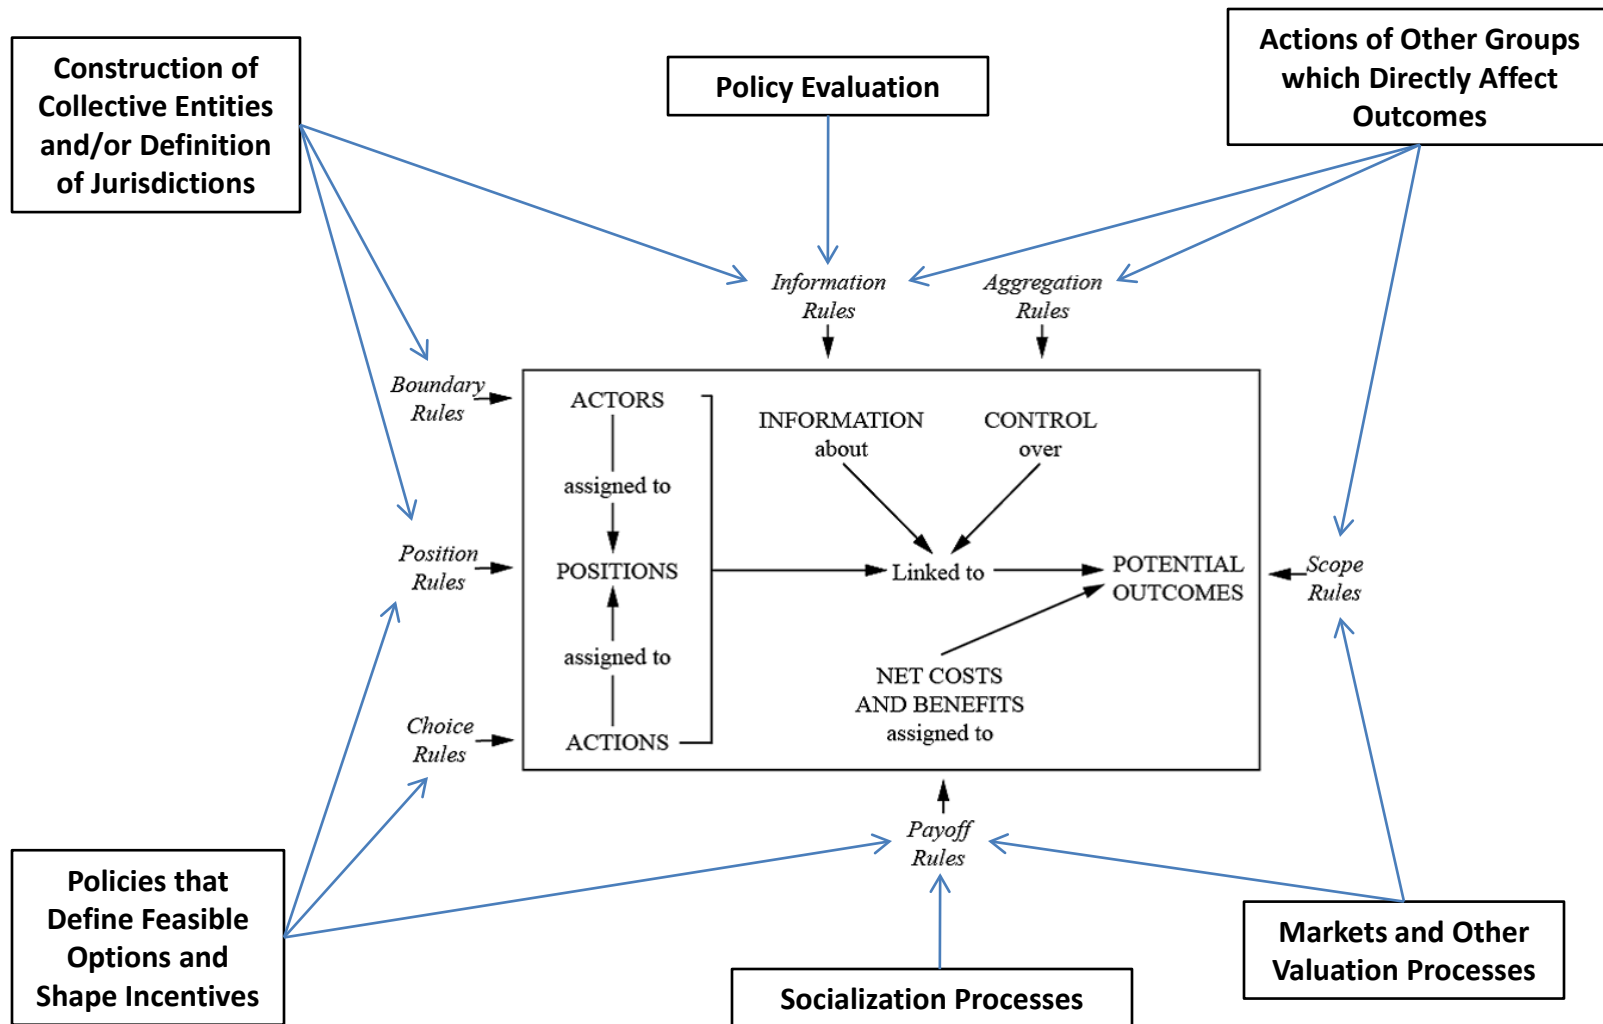 Construction of
Collective Entities
and/or Definition
of Jurisdictions
Policy Evaluation
Actions of Other Groups
which Directly Affect
Outcomes
Information
Rules
Aggregation
Rules
Boundary
Rules
Position
Rules
Choice
Rules
ACTORS
assigned to
POSITIONS
assigned to
ACTIONS
INFORMATION
about
CONTROL
over
Linked to
POTENTIAL
OUTCOMES
NET COSTS
AND BENEFITS
assigned to
Scope
Rules
Payoff
Rules
Policies that
Define Feasible
Options and
Shape Incentives
Socialization Processes
Markets and Other
Valuation Processes